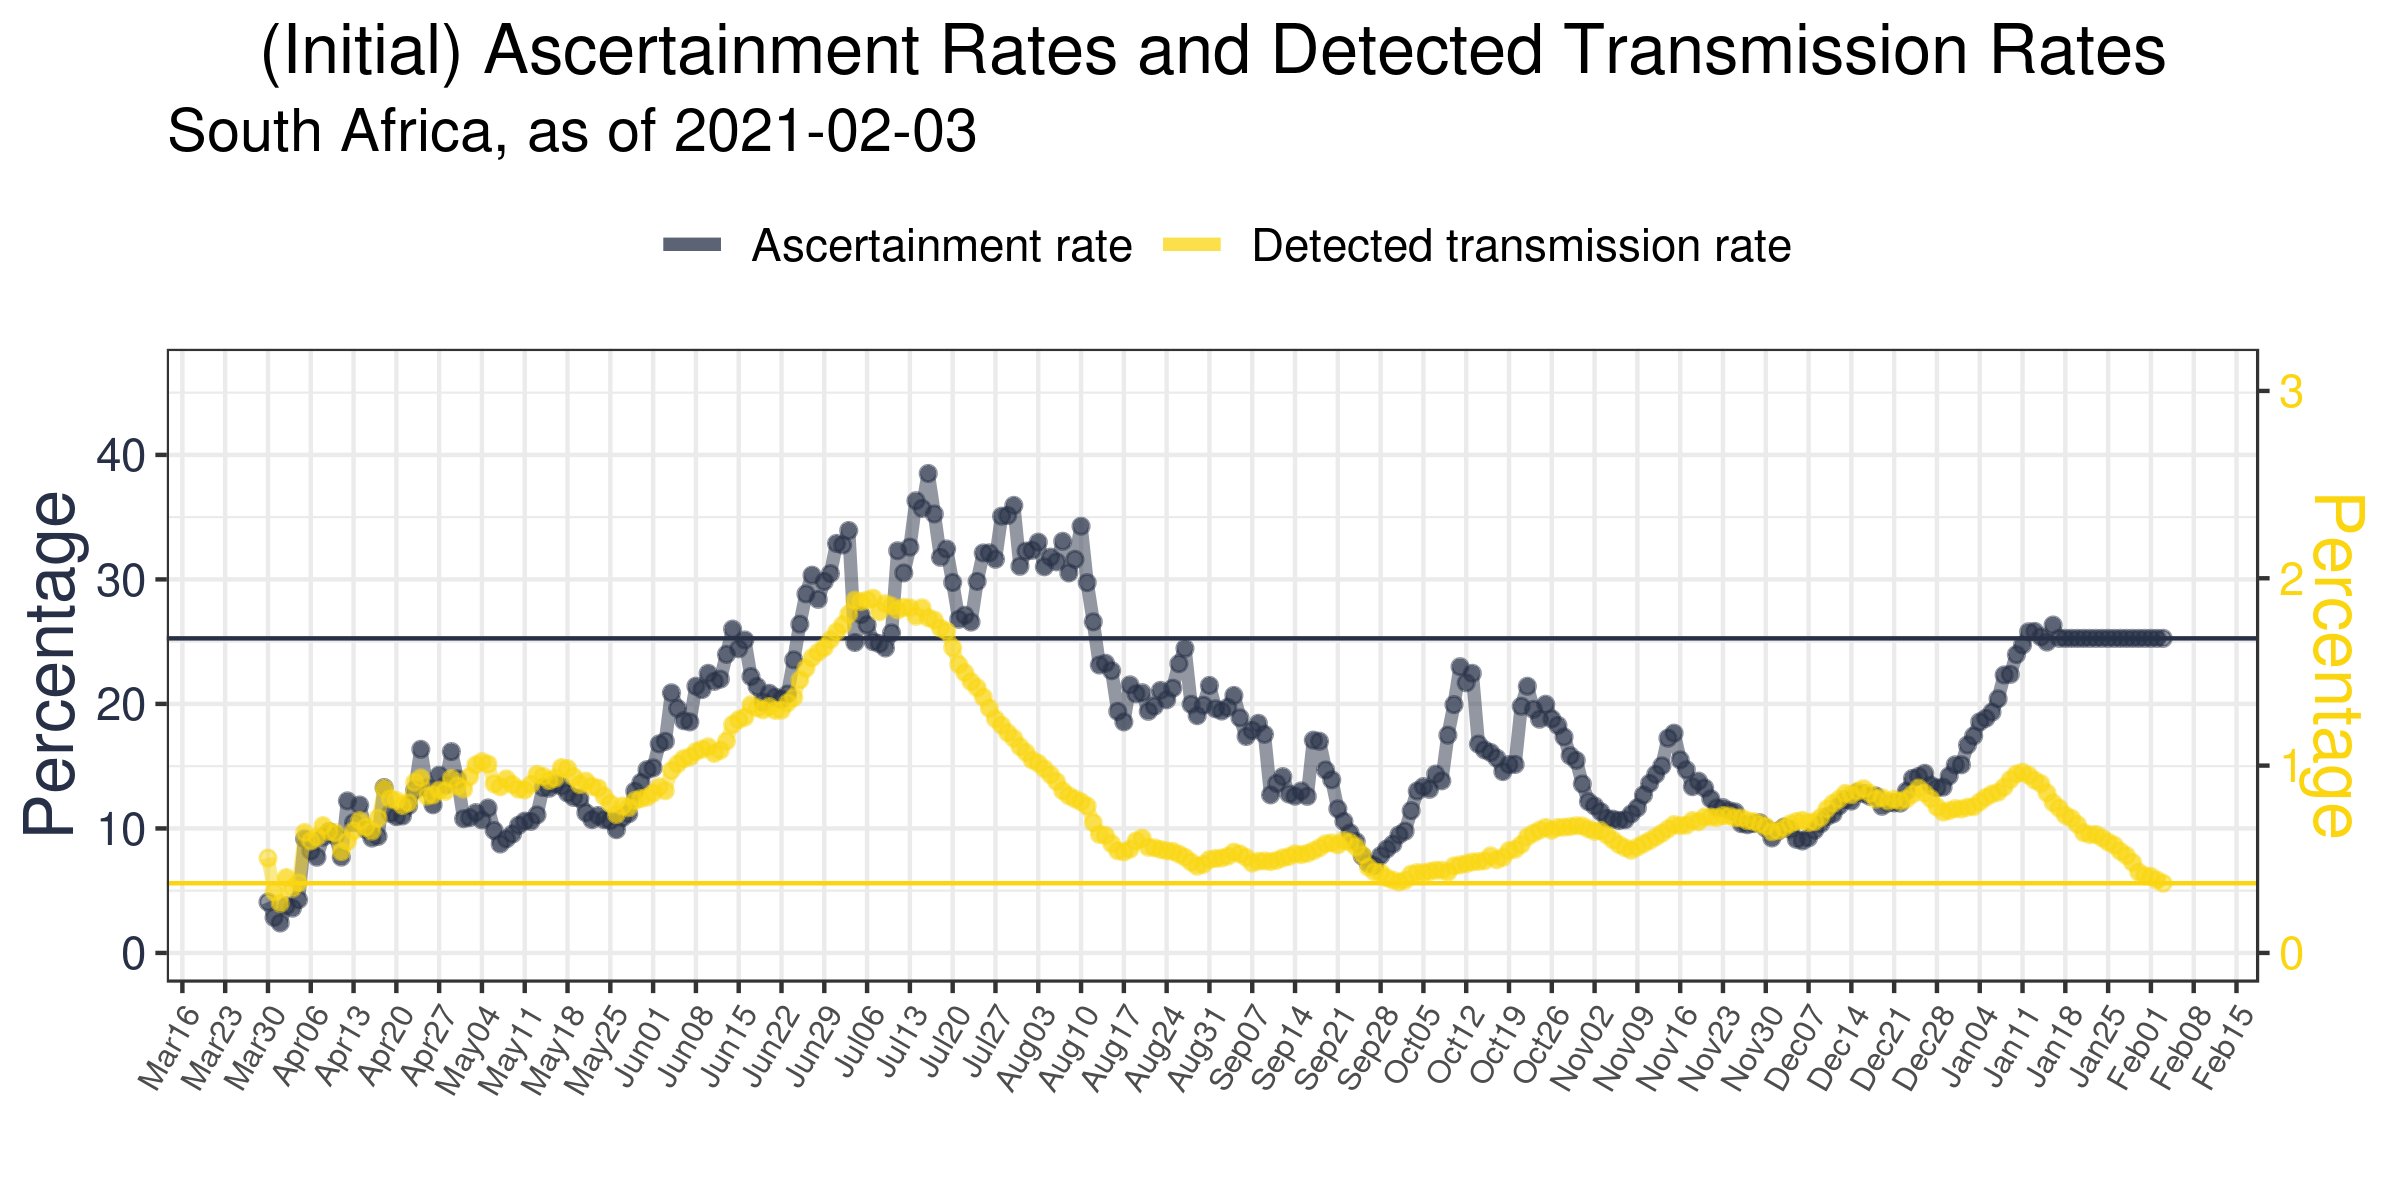 (Initial) Ascertainment Rates and Detected Transmission Rates
South Africa, as of 2021-02-03
Ascertainment rate Detected transmission rate
Percentage
40
30
20
10
0
3
2
1
0
Percentage
Mar16 Mar23 Mar30 Apr06 Apr13 Apr20 Apr27 May04 May11 May18 May25 Jun01 Jun08 Jun15 Jun22 Jun29 Jul06 Jul13 Jul20 Jul27 Aug03 Aug10 Aug17 Aug24 Aug31 Sep07 Sep14 Sep21 Sep28 Oct05 Oct12 Oct19 Oct26 Nov02 Nov09 Nov16 Nov23 Nov30 Dec07 Dec14 Dec21 Dec28 Jan04 Jan11 Jan18 Jan25 Feb01 Feb08 Feb15